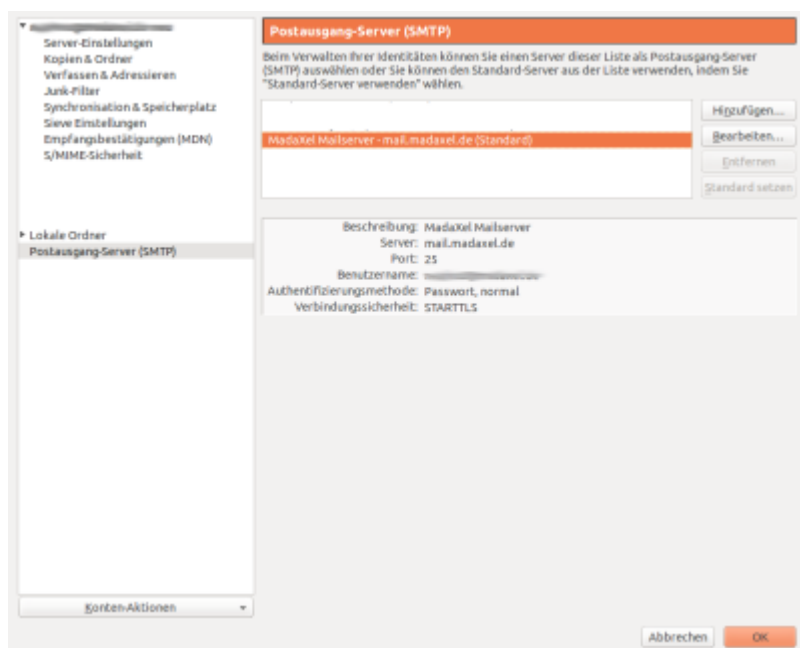 Server-Einstellungen
Kopien & Ordner
Verfassen & Adressieren
Junk-Filter
Synchronisation & Speicherplatz
Sieve Einstellungen
Empfangsbestätigungen (MDN)
S/MIME-Sicherheit
Lokale Ordner
Postausgang-Server (SMTP)
Konten-Aktionen
Postausgang-Server (SMTP)
Beim Verwalten Ihrer Identitäten können Sie einen Server dieser Liste als Postausgang-Server
(SMTP) auswählen oder Sie können den Standard-Server aus der Liste verwenden, indem Sie
"Standard-Server verwenden" wählen.
MadaXel Mailserver - mail.madaxel.de (Standard)
Hinzufügen...
Bearbeiten...
Entfernen
Standard setzen
Beschreibung: MadaXel Mailserver
Server: mail.madaxel.de
Port: 25
Benutzername:
Authentifizierungsmethode: Passwort, normal
Verbindungssicherheit: STARTTLS
Abbrechen
OK